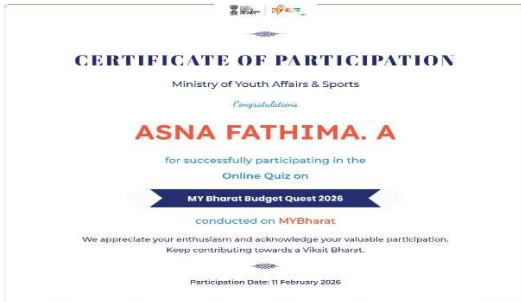 CERTIFICATE OF PARTICIPATION
Ministry of Youth Affairs & Sports
Congratulations
ASNA FATHIMA. A
for successfully participating in the
Online Quiz on
MY Bharat Budget Quest 2026
conducted on MYBharat
We appreciate your enthusiasm and acknowledge your valuable participation.
Keep contributing towards a Viksit Bharat.
Participation Date: 11 February 2026